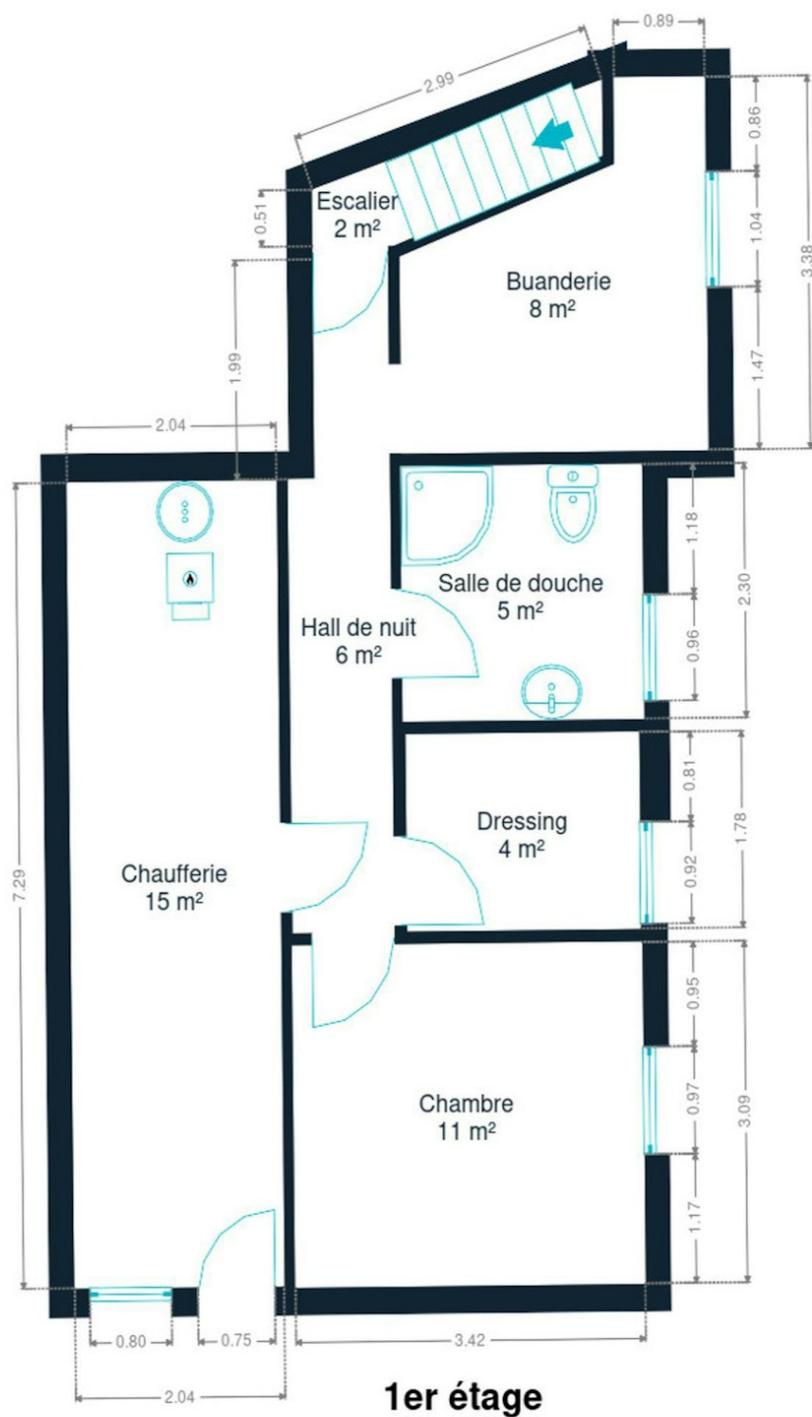 0.89
2.99
0.86
3.38
Escalier
2 m²
0.51
1.04
Buanderie
8 m²
1.99
1.47
2.04
1.18
2.30
Salle de douche
5 m²
Hall de nuit
6 m²
0.96
0.81
Dressing
4 m²
1.78
0.92
Chaufferie
15 m²
7.29
0.95
Chambre
11 m²
0.97
3.09
1.17
0.80
0.75
3.42
2.04
1er étage